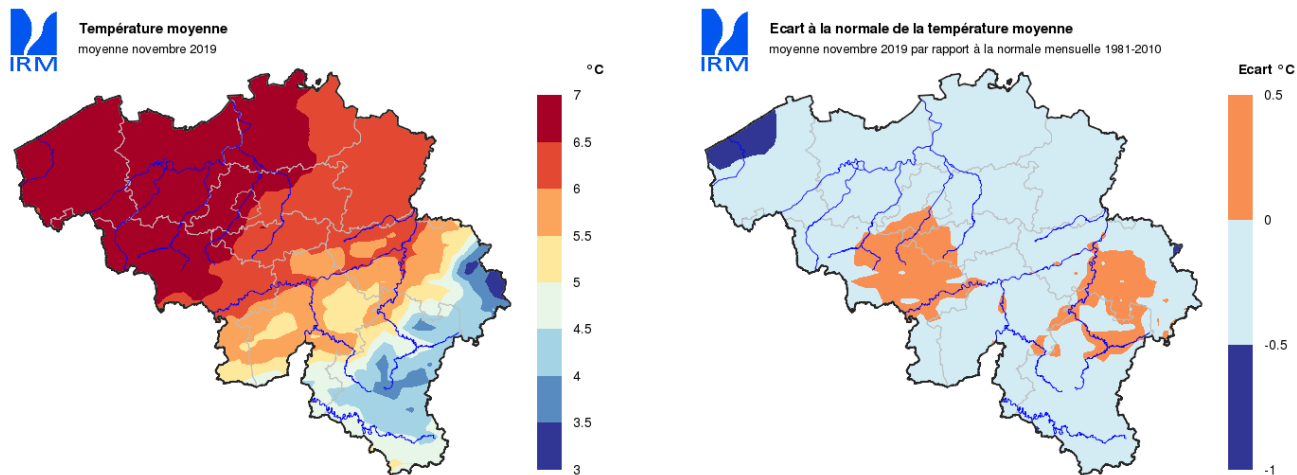 IRM
Température moyenne
moyenne novembre 2019
°C
7
6.5
6
5.5
5
4.5
4
3.5
3
IRM
Ecart à la normale de la température moyenne
moyenne novembre 2019 par rapport à la normale mensuelle 1981-2010
Ecart °C
0.5
0
-0.5
-1